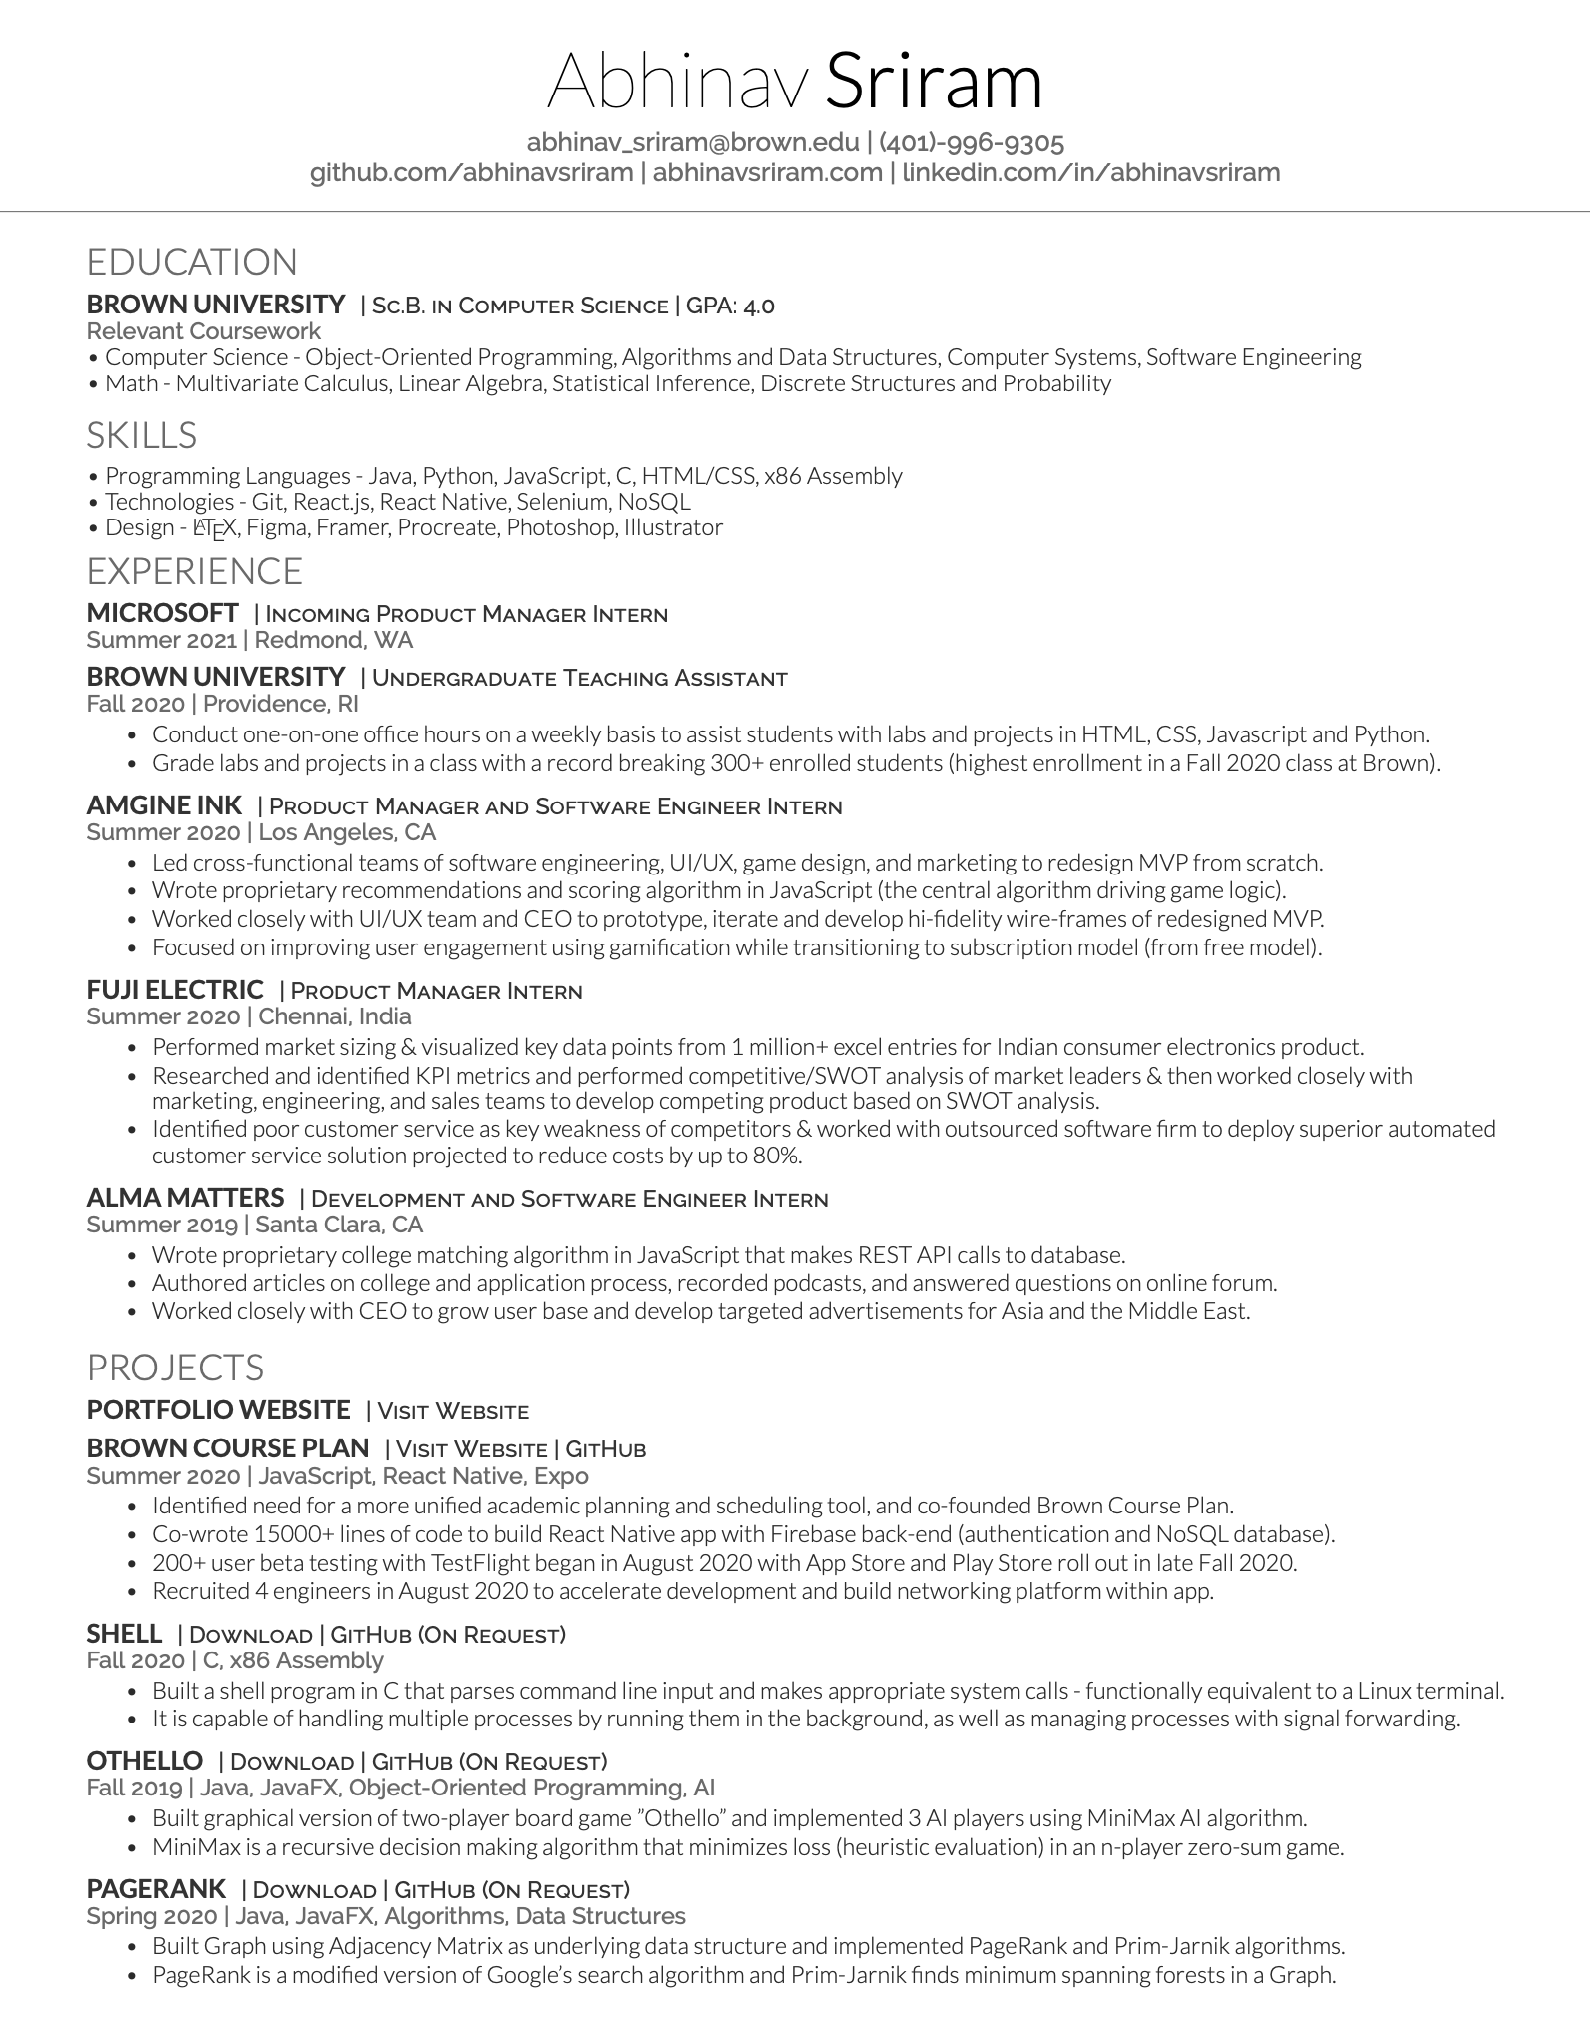 Abhinav Sriram
abhinav_sriram@brown.edu | (401)-996-9305
github.com/abhinavsriram | abhinavsriram.com | linkedin.com/in/abhinavsriram
EDUCATION
BROWN UNIVERSITY | Sc.B. in Computer Science | GPA: 4.0
Relevant Coursework
• Computer Science - Object-Oriented Programming, Algorithms and Data Structures, Computer Systems, Software Engineering
• Math - Multivariate Calculus, Linear Algebra, Statistical Inference, Discrete Structures and Probability
SKILLS
• Programming Languages - Java, Python, JavaScript, C, HTML/CSS, x86 Assembly
• Technologies - Git, React.js, React Native, Selenium, NoSQL
• Design - LATEX, Figma, Framer, Procreate, Photoshop, Illustrator
EXPERIENCE
MICROSOFT | Incoming Product Manager Intern
Summer 2021 | Redmond, WA
BROWN UNIVERSITY | Undergraduate Teaching Assistant
Fall 2020 | Providence, RI
• Conduct one-on-one office hours on a weekly basis to assist students with labs and projects in HTML, CSS, Javascript and Python.
• Grade labs and projects in a class with a record breaking 300+ enrolled students (highest enrollment in a Fall 2020 class at Brown).
AMGINE INK | Product Manager and Software Engineer Intern
Summer 2020 | Los Angeles, CA
• Led cross-functional teams of software engineering, UI/UX, game design, and marketing to redesign MVP from scratch.
• Wrote proprietary recommendations and scoring algorithm in JavaScript (the central algorithm driving game logic).
• Worked closely with UI/UX team and CEO to prototype, iterate and develop hi-fidelity wire-frames of redesigned MVP.
• Focused on improving user engagement using gamification while transitioning to subscription model (from free model).
FUJI ELECTRIC | Product Manager Intern
Summer 2020 | Chennai, India
• Performed market sizing & visualized key data points from 1 million+ excel entries for Indian consumer electronics product.
• Researched and identified KPI metrics and performed competitive/SWOT analysis of market leaders & then worked closely with
marketing, engineering, and sales teams to develop competing product based on SWOT analysis.
• Identified poor customer service as key weakness of competitors & worked with outsourced software firm to deploy superior automated
customer service solution projected to reduce costs by up to 80%.
ALMA MATTERS | Development and Software Engineer Intern
Summer 2019 | Santa Clara, CA
• Wrote proprietary college matching algorithm in JavaScript that makes REST API calls to database.
• Authored articles on college and application process, recorded podcasts, and answered questions on online forum.
• Worked closely with CEO to grow user base and develop targeted advertisements for Asia and the Middle East.
PROJECTS
PORTFOLIO WEBSITE | Visit Website
BROWN COURSE PLAN | Visit Website | GitHub
Summer 2020 | JavaScript, React Native, Expo
• Identified need for a more unified academic planning and scheduling tool, and co-founded Brown Course Plan.
• Co-wrote 15000+ lines of code to build React Native app with Firebase back-end (authentication and NoSQL database).
• 200+ user beta testing with TestFlight began in August 2020 with App Store and Play Store roll out in late Fall 2020.
• Recruited 4 engineers in August 2020 to accelerate development and build networking platform within app.
SHELL | Download | GitHub (On Request)
Fall 2020 | C, x86 Assembly
• Built a shell program in C that parses command line input and makes appropriate system calls - functionally equivalent to a Linux terminal.
• It is capable of handling multiple processes by running them in the background, as well as managing processes with signal forwarding.
OTHELLO | Download | GitHub (On Request)
Fall 2019 | Java, JavaFX, Object-Oriented Programming, AI
• Built graphical version of two-player board game ”Othello” and implemented 3 AI players using MiniMax AI algorithm.
• MiniMax is a recursive decision making algorithm that minimizes loss (heuristic evaluation) in an n-player zero-sum game.
PAGERANK | Download | GitHub (On Request)
Spring 2020 | Java, JavaFX, Algorithms, Data Structures
• Built Graph using Adjacency Matrix as underlying data structure and implemented PageRank and Prim-Jarnik algorithms.
• PageRank is a modified version of Google’s search algorithm and Prim-Jarnik finds minimum spanning forests in a Graph.